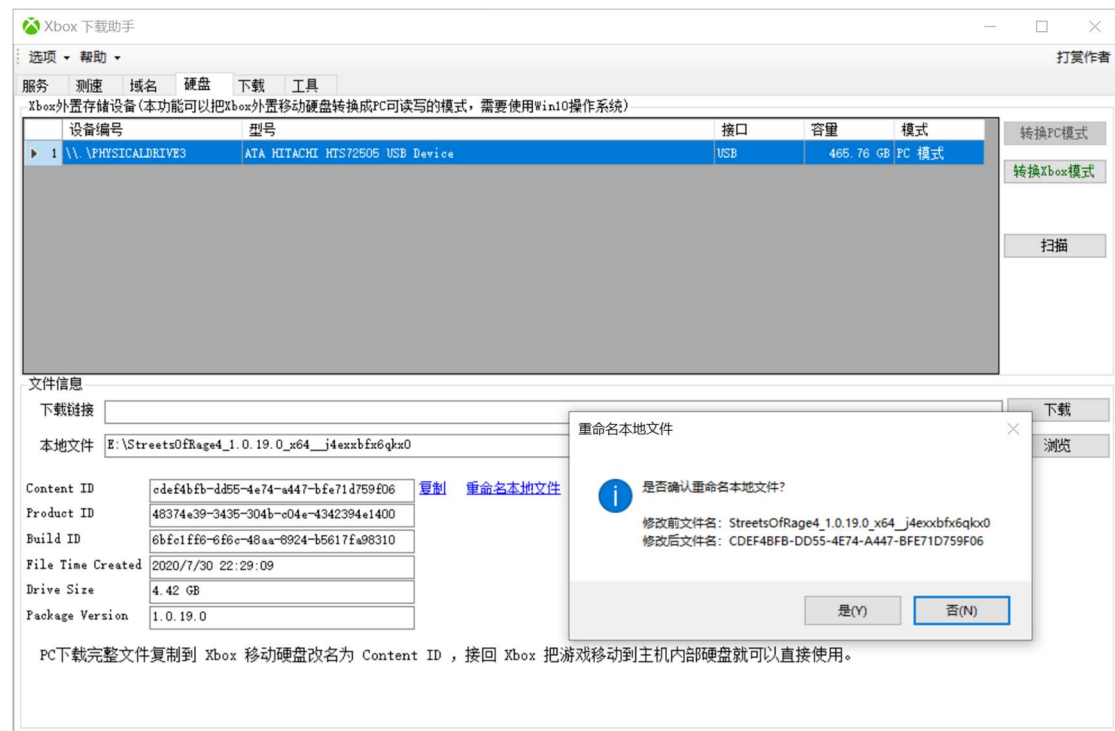 Xbox 下载助手
选项 帮助 打赏作者
服务 测速 域名 硬盘 下载 工具
Xbox外置存储设备(本功能可以把Xbox外置移动硬盘转换成PC可读写的模式，需要使用Win10操作系统)
设备编号 型号 接口 容量 模式
1 \\.\PHYSICALDRIVE3 ATA HITACHI HTS72505 USB Device USB 465.76 GB PC 模式
转换PC模式
转换Xbox模式
扫描
文件信息
下载链接 下载
本地文件 E:\StreetsOfRage4_1.0.19.0_x64__j4exxbfx6qkx0 浏览
Content ID cdef4bfb-dd55-4e74-a447-bfe71d759f06 复制 重命名本地文件
Product ID 48374e39-3435-304b-c04e-4342394e1400
Build ID 6bfc1ff6-6f6c-48aa-8924-b5617fa98310
File Time Created 2020/7/30 22:29:09
Drive Size 4.42 GB
Package Version 1.0.19.0
重命名本地文件
是否确认重命名本地文件?
修改前文件名: StreetsOfRage4_1.0.19.0_x64__j4exxbfx6qkx0
修改后文件名: CDEF4BFB-DD55-4E74-A447-BFE71D759F06
是(Y) 否(N)
PC下载完整文件复制到 Xbox 移动硬盘改名为 Content ID ，接回 Xbox 把游戏移动到主机内部硬盘就可以直接使用。